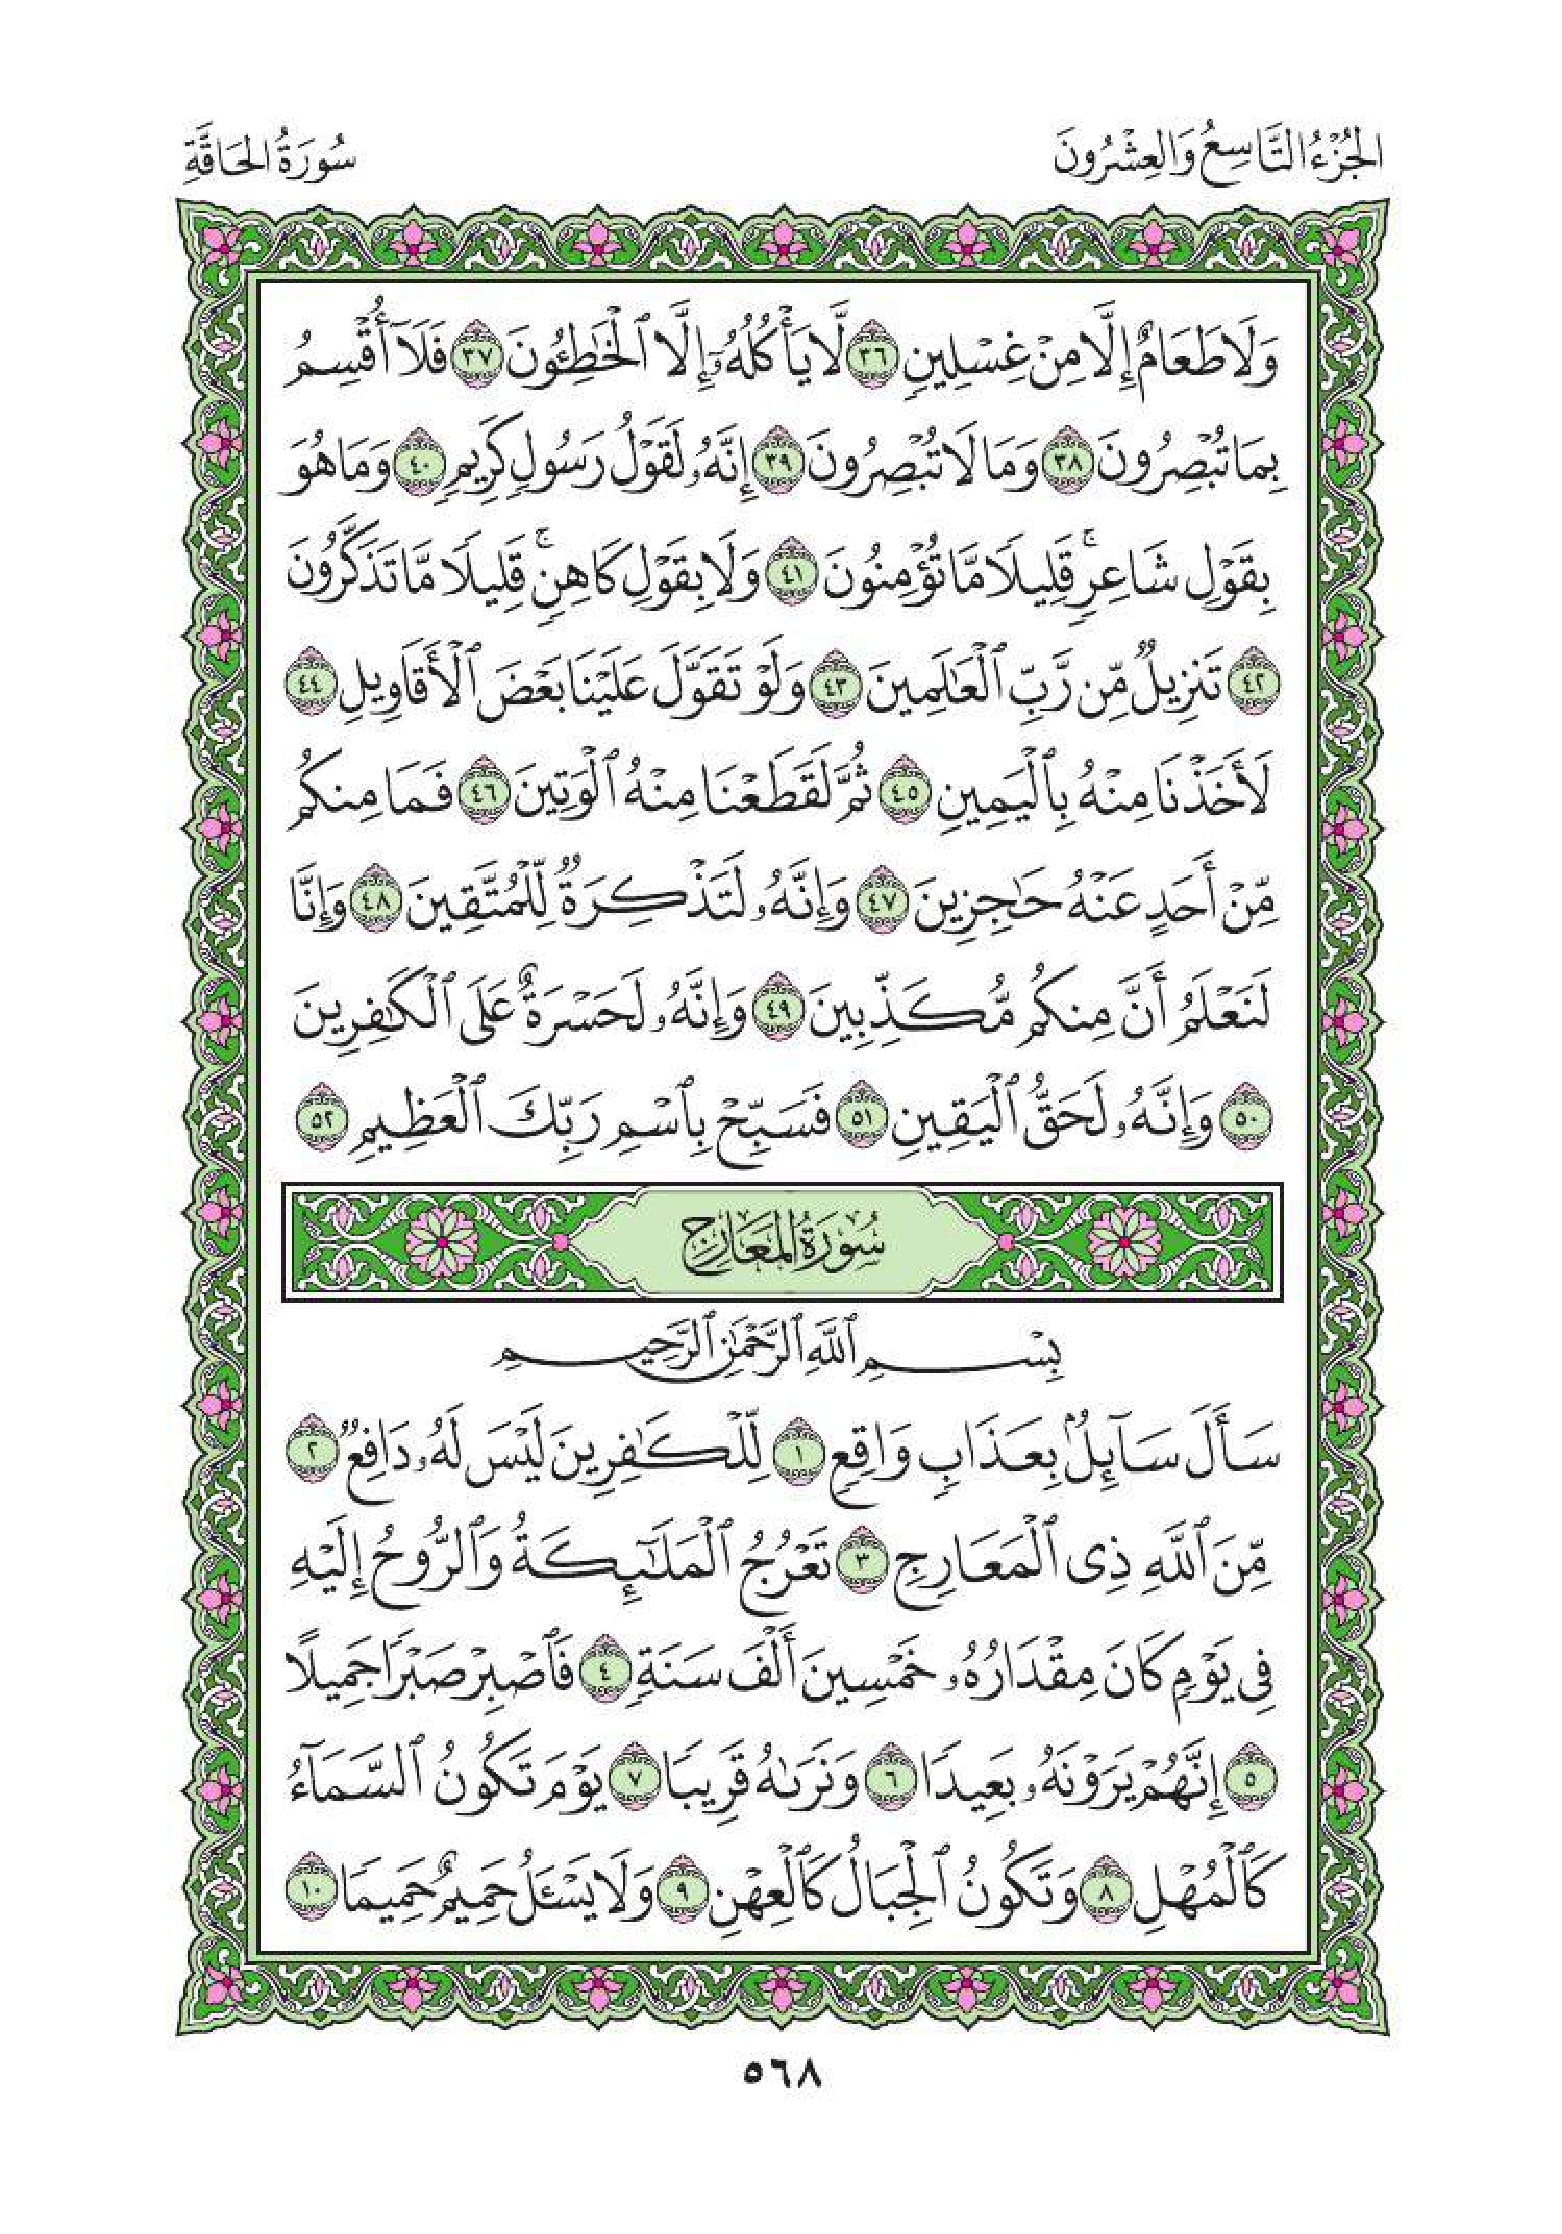 الجُزْءُ التَّاسِعُ وَالعِشْرُونَ
سُورَةُ الحَاقَّةِ
وَلَا طَعَامٌ إِلَّا مِنْ غِسْلِينٍ ٣٦ لَّا يَأْكُلُهُۥٓ إِلَّا ٱلْخَٰطِـُٔونَ ٣٧ فَلَآ أُقْسِمُ
بِمَا تُبْصِرُونَ ٣٨ وَمَا لَا تُبْصِرُونَ ٣٩ إِنَّهُۥ لَقَوْلُ رَسُولٍ كَرِيمٍ ٤٠ وَمَا هُوَ
بِقَوْلِ شَاعِرٍ ۚ قَلِيلًا مَّا تُؤْمِنُونَ ٤١ وَلَا بِقَوْلِ كَاهِنٍ ۚ قَلِيلًا مَّا تَذَكَّرُونَ
٤٢ تَنزِيلٌ مِّن رَّبِّ ٱلْعَٰلَمِينَ ٤٣ وَلَوْ تَقَوَّلَ عَلَيْنَا بَعْضَ ٱلْأَقَاوِيلِ ٤٤
لَأَخَذْنَا مِنْهُ بِٱلْيَمِينِ ٤٥ ثُمَّ لَقَطَعْنَا مِنْهُ ٱلْوَتِينَ ٤٦ فَمَا مِنكُم
مِّنْ أَحَدٍ عَنْهُ حَٰجِزِينَ ٤٧ وَإِنَّهُۥ لَتَذْكِرَةٌ لِّلْمُتَّقِينَ ٤٨ وَإِنَّا
لَنَعْلَمُ أَنَّ مِنكُم مُّكَذِّبِينَ ٤٩ وَإِنَّهُۥ لَحَسْرَةٌ عَلَى ٱلْكَٰفِرِينَ
٥٠ وَإِنَّهُۥ لَحَقُّ ٱلْيَقِينِ ٥١ فَسَبِّحْ بِٱسْمِ رَبِّكَ ٱلْعَظِيمِ ٥٢
سُورَةُ المَعَارِجِ
بِسْمِ ٱللَّهِ ٱلرَّحْمَٰنِ ٱلرَّحِيمِ
سَأَلَ سَآئِلٌۢ بِعَذَابٍ وَاقِعٍ ١ لِّلْكَٰفِرِينَ لَيْسَ لَهُۥ دَافِعٌ ٢
مِّنَ ٱللَّهِ ذِى ٱلْمَعَارِجِ ٣ تَعْرُجُ ٱلْمَلَٰٓئِكَةُ وَٱلرُّوحُ إِلَيْهِ
فِى يَوْمٍ كَانَ مِقْدَارُهُۥ خَمْسِينَ أَلْفَ سَنَةٍ ٤ فَٱصْبِرْ صَبْرًا جَمِيلًا
٥ إِنَّهُمْ يَرَوْنَهُۥ بَعِيدًا ٦ وَنَرَىٰهُ قَرِيبًا ٧ يَوْمَ تَكُونُ ٱلسَّمَآءُ
كَٱلْمُهْلِ ٨ وَتَكُونُ ٱلْجِبَالُ كَٱلْعِهْنِ ٩ وَلَا يَسْـَٔلُ حَمِيمٌ حَمِيمًا ١٠
٥٦٨